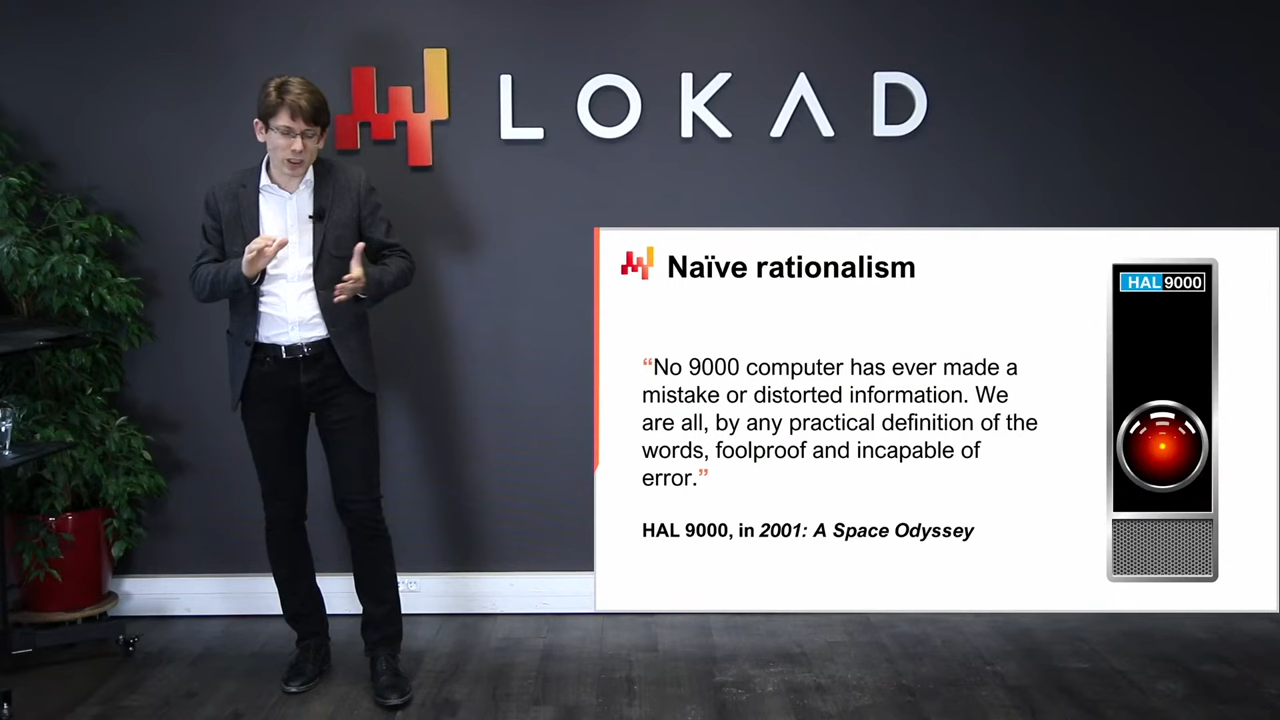 LOKAD
Naïve rationalism
HAL 9000
“No 9000 computer has ever made a
mistake or distorted information. We
are all, by any practical definition of the
words, foolproof and incapable of
error.”
HAL 9000, in 2001: A Space Odyssey